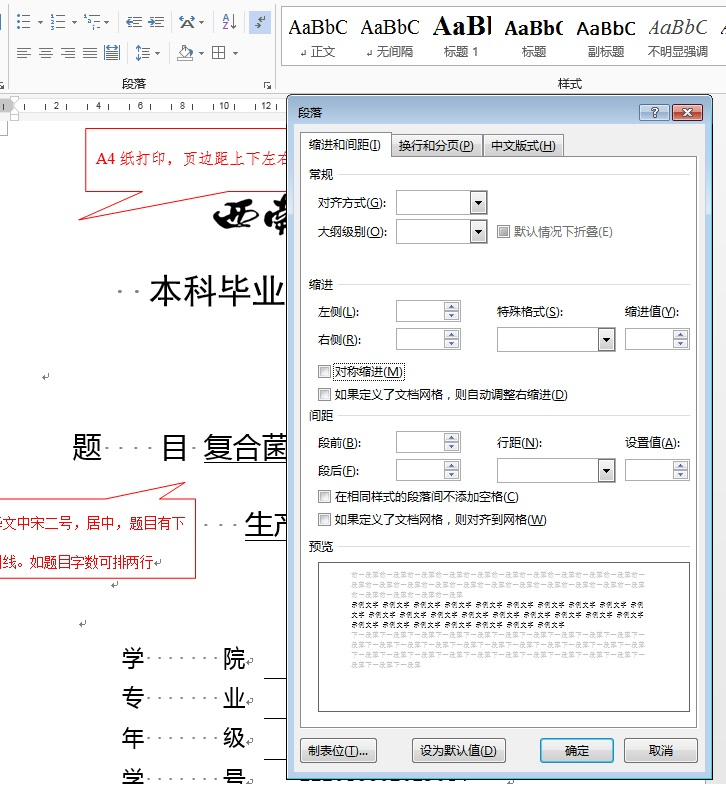 AaBbC AaBbC AaBl AaBb( AaBbC AaBbC
正文 无间隔 标题 1 标题 副标题 不明显强调
段落 样式
2 4 6 8 10 12
段落
缩进和间距(I) 换行和分页(P) 中文版式(H)
常规
对齐方式(G):
大纲级别(O): 默认情况下折叠(E)
缩进
左侧(L): 特殊格式(S): 缩进值(Y):
右侧(R):
对称缩进(M)
如果定义了文档网格，则自动调整右缩进(D)
间距
段前(B): 行距(N): 设置值(A):
段后(F):
在相同样式的段落间不添加空格(C)
如果定义了文档网格，则对齐到网格(W)
预览
制表位(T)... 设为默认值(D) 确定 取消
A4 纸打印，页边距上下左右
西南
本科毕业
题 目 复合菌
文中宋二号，居中，题目有下
线。如题目字数可排两行
生产
学 院
专 业
年 级
学 号